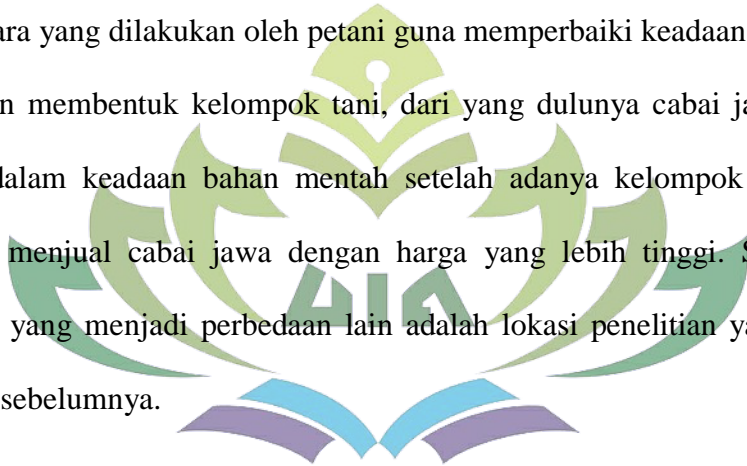 ara yang dilakukan oleh petani guna memperbaiki keadaan
n membentuk kelompok tani, dari yang dulunya cabai ja
dalam keadaan bahan mentah setelah adanya kelompok
menjual cabai jawa dengan harga yang lebih tinggi. S
UIN
yang menjadi perbedaan lain adalah lokasi penelitian ya
sebelumnya.